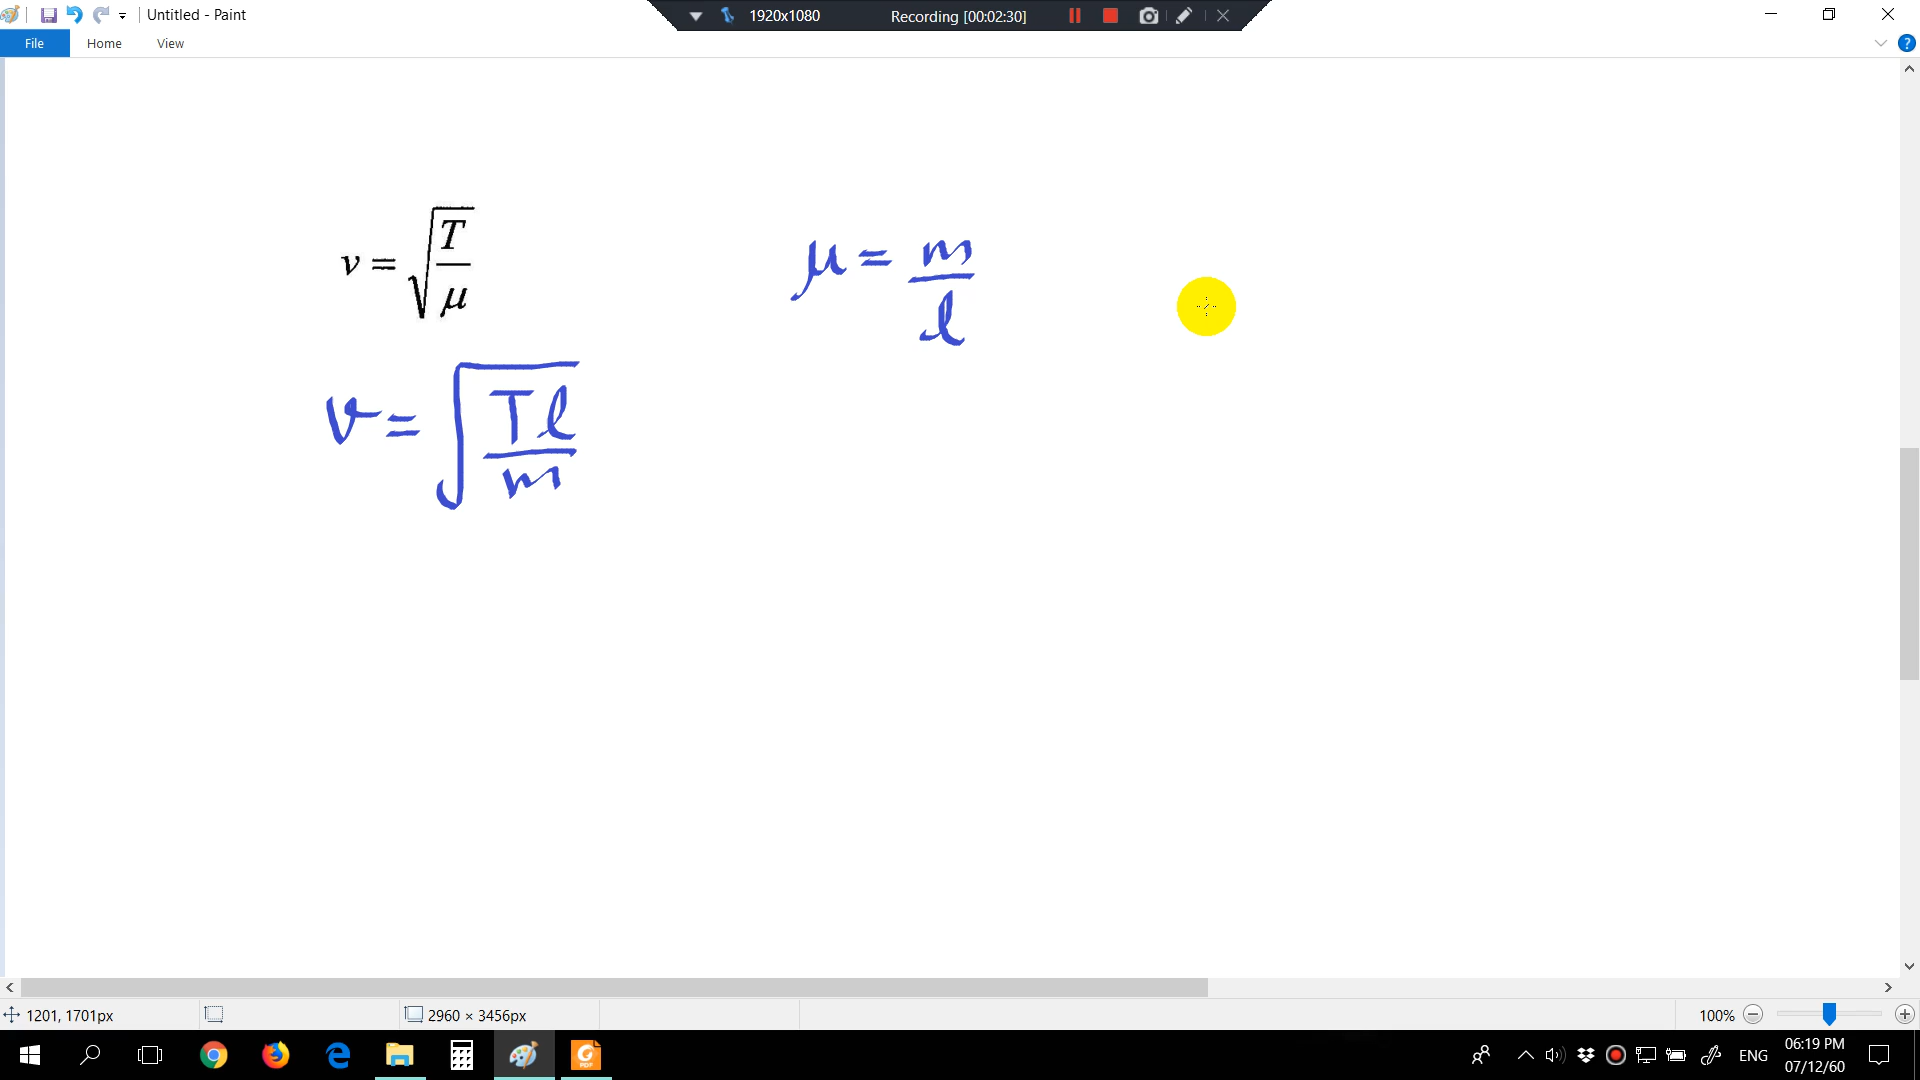 Untitled - Paint
1920x1080 Recording [00:02:30]
File Home View
v = √(T/μ)
μ = m/l
v = √(Tl/m)
1201, 1701px
2960 × 3456px
100%
ENG
06:19 PM
07/12/60